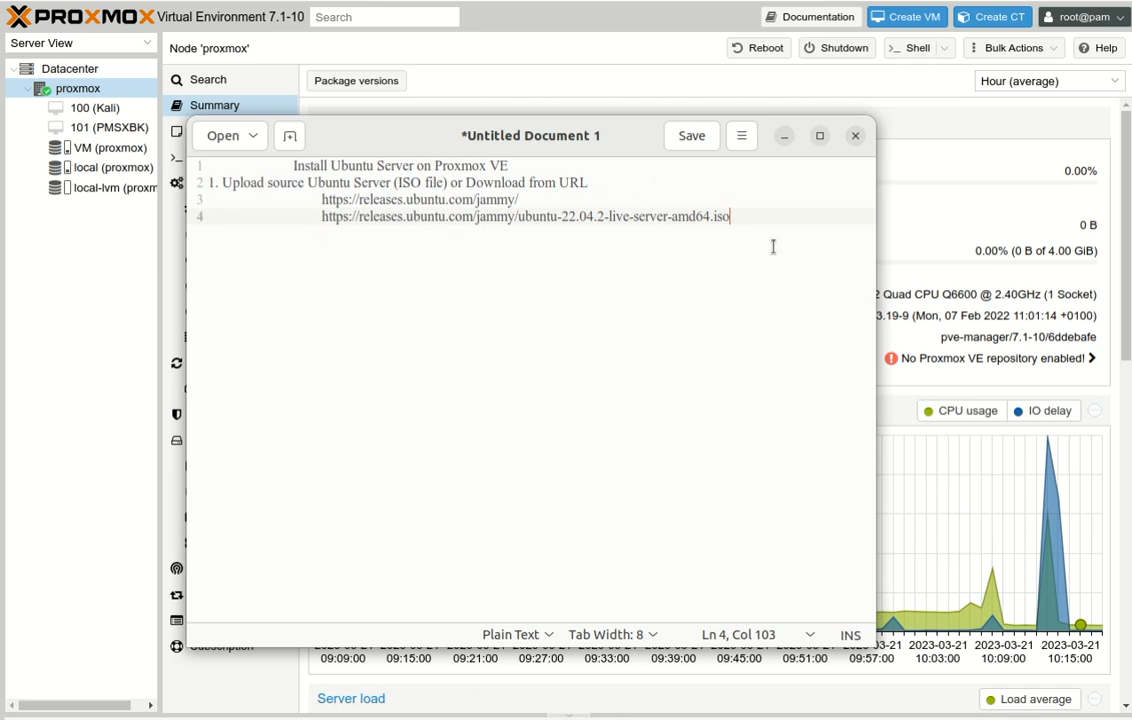 PROXMOX Virtual Environment 7.1-10 Search Documentation Create VM Create CT root@pam
Server View
Node 'proxmox' Reboot Shutdown Shell Bulk Actions Help
Datacenter
proxmox
100 (Kali)
101 (PMSXBK)
VM (proxmox)
local (proxmox)
local-lvm (proxm
Search
Summary
Package versions Hour (average)
Open *Untitled Document 1 Save
1 Install Ubuntu Server on Proxmox VE
2 1. Upload source Ubuntu Server (ISO file) or Download from URL
3 https://releases.ubuntu.com/jammy/
4 https://releases.ubuntu.com/jammy/ubuntu-22.04.2-live-server-amd64.iso
Plain Text Tab Width: 8 Ln 4, Col 103 INS
0.00%
0 B
0.00% (0 B of 4.00 GiB)
2 Quad CPU Q6600 @ 2.40GHz (1 Socket)
3.19-9 (Mon, 07 Feb 2022 11:01:14 +0100)
pve-manager/7.1-10/6ddebafe
No Proxmox VE repository enabled!
CPU usage IO delay
2023-03-21 2023-03-21 2023-03-21
09:09:00 09:15:00 09:21:00 09:27:00 09:33:00 09:39:00 09:45:00 09:51:00 09:57:00 10:03:00 10:09:00 10:15:00
Server load Load average